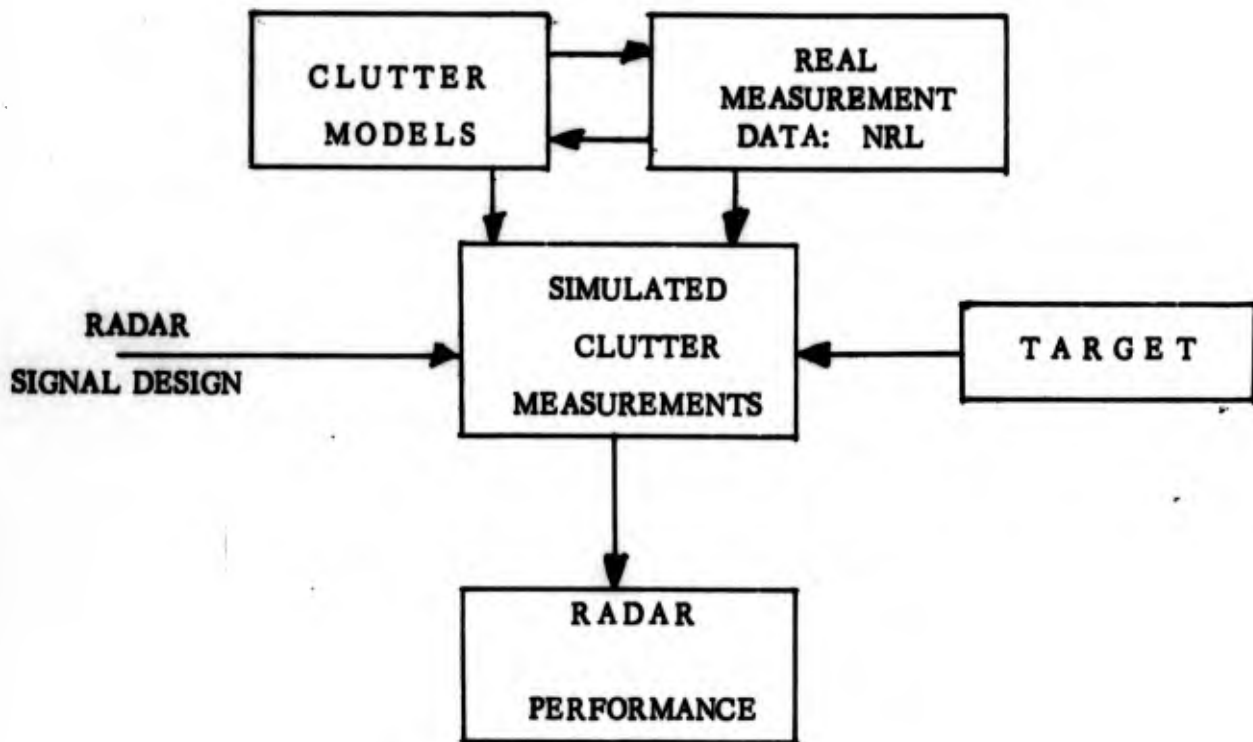 CLUTTER
MODELS
REAL
MEASUREMENT
DATA: NRL
SIMULATED
CLUTTER
MEASUREMENTS
RADAR
SIGNAL DESIGN
TARGET
RADAR
PERFORMANCE